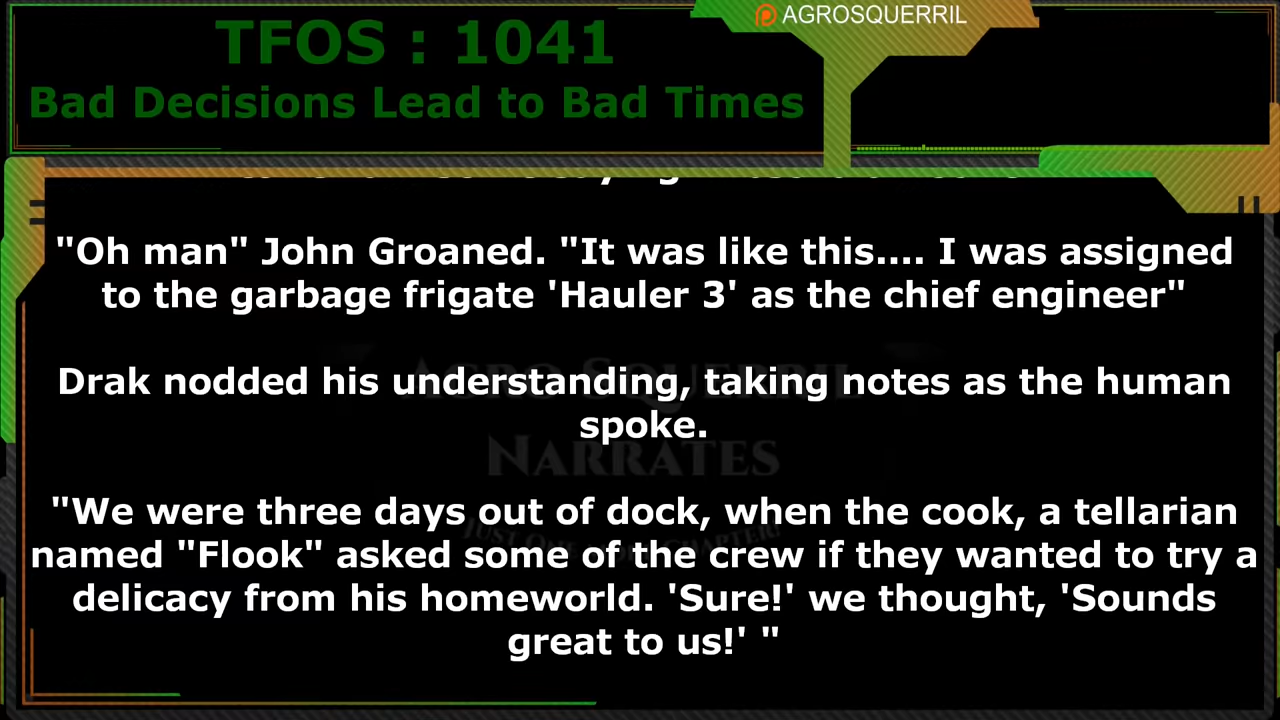 AGROSQUERRIL
TFOS : 1041
Bad Decisions Lead to Bad Times
"Oh man" John Groaned. "It was like this.... I was assigned
to the garbage frigate 'Hauler 3' as the chief engineer"
Drak nodded his understanding, taking notes as the human
spoke.
"We were three days out of dock, when the cook, a tellarian
named "Flook" asked some of the crew if they wanted to try a
delicacy from his homeworld. 'Sure!' we thought, 'Sounds
great to us!' "
Agro Squerril
Narrates